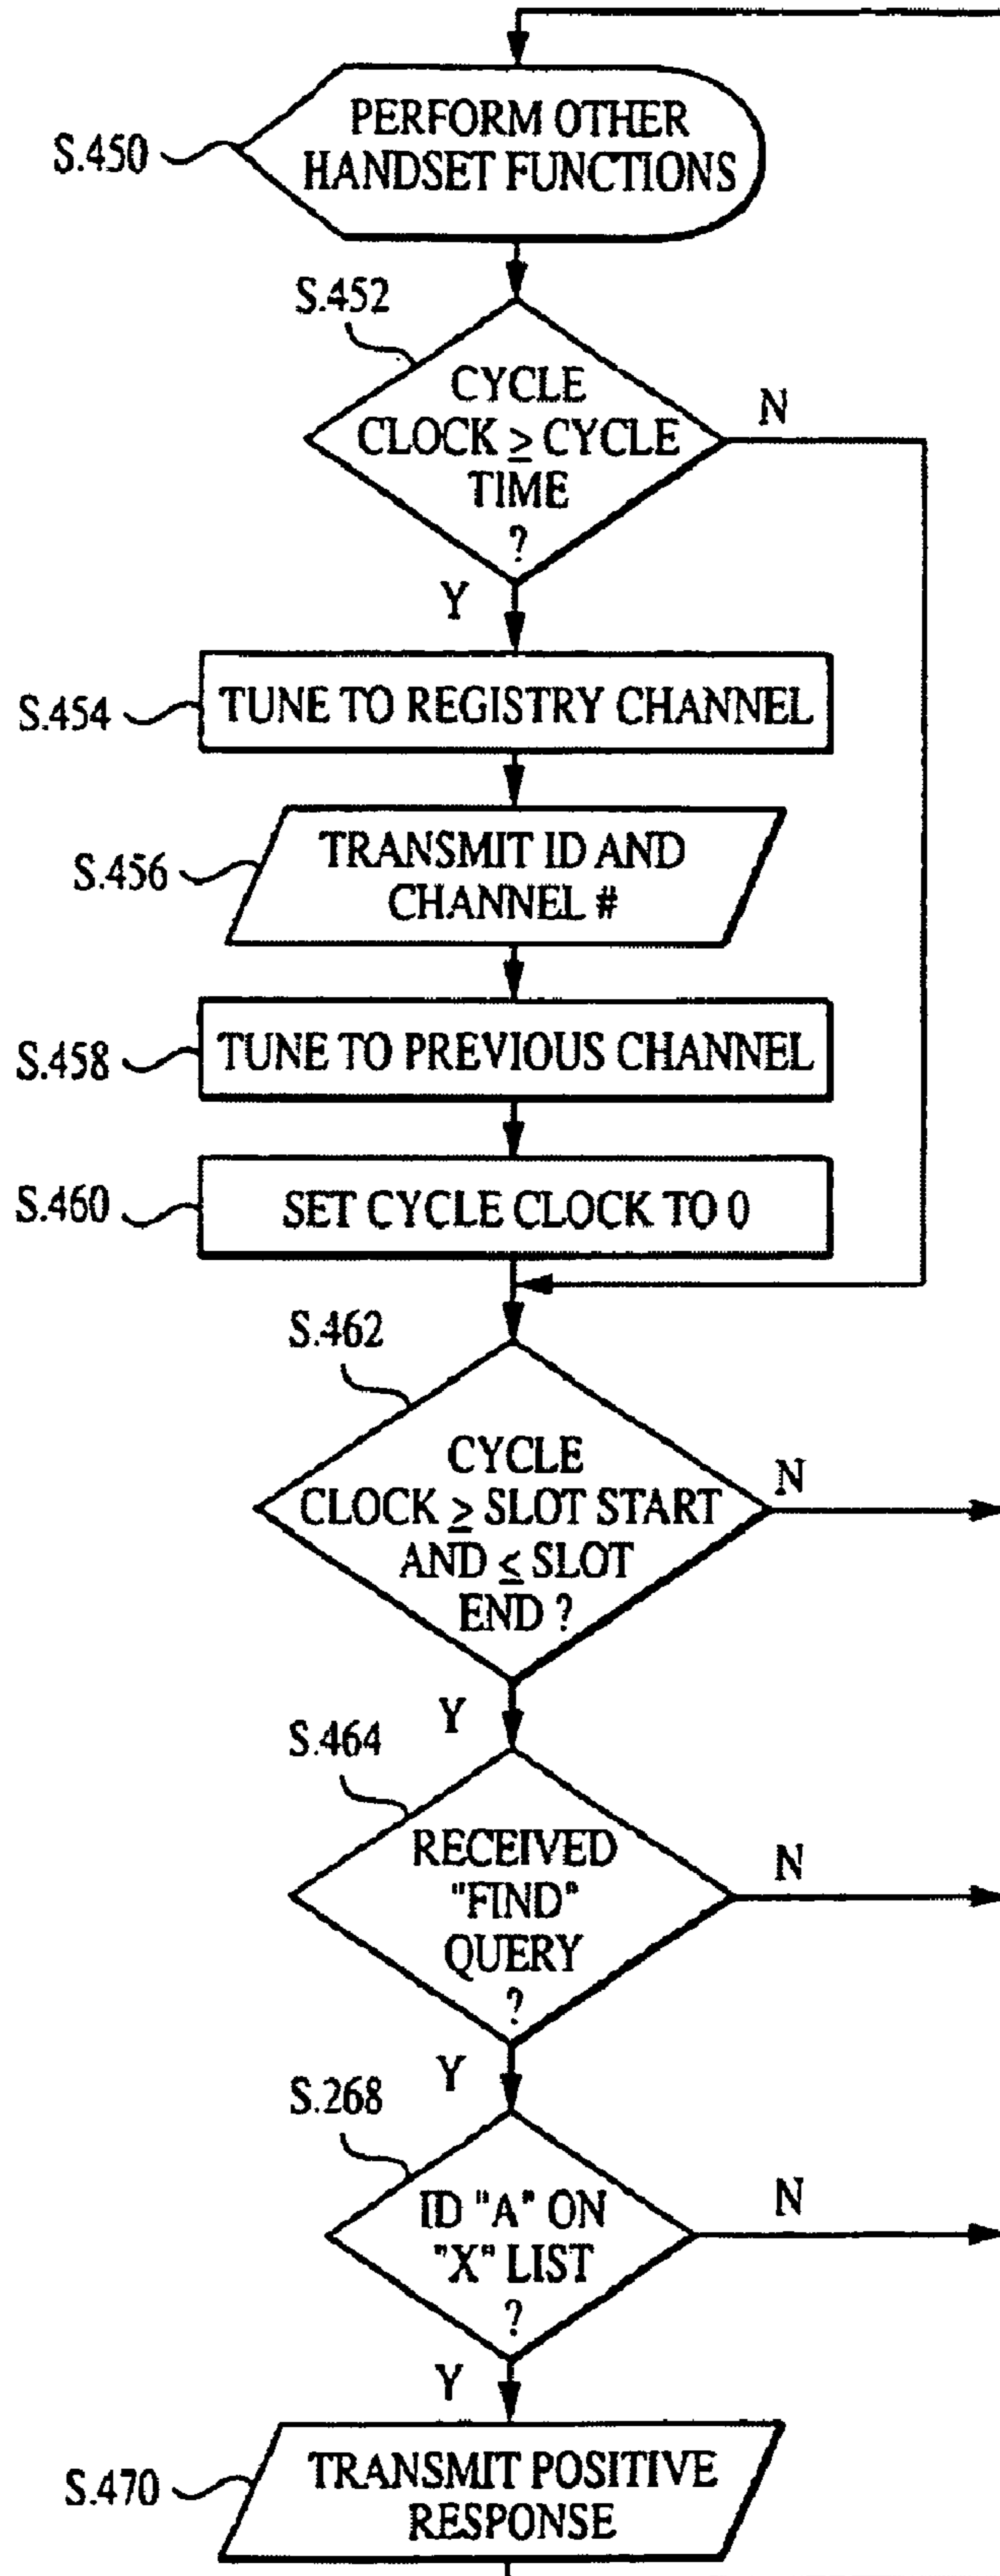 S.450
PERFORM OTHER
HANDSET FUNCTIONS
S.452
CYCLE
CLOCK ≥ CYCLE
TIME
?
N
Y
S.454
TUNE TO REGISTRY CHANNEL
S.456
TRANSMIT ID AND
CHANNEL #
S.458
TUNE TO PREVIOUS CHANNEL
S.460
SET CYCLE CLOCK TO 0
S.462
CYCLE
CLOCK ≥ SLOT START
AND ≤ SLOT
END ?
N
Y
S.464
RECEIVED
"FIND"
QUERY
?
N
Y
S.268
ID "A" ON
"X" LIST
?
N
Y
S.470
TRANSMIT POSITIVE
RESPONSE